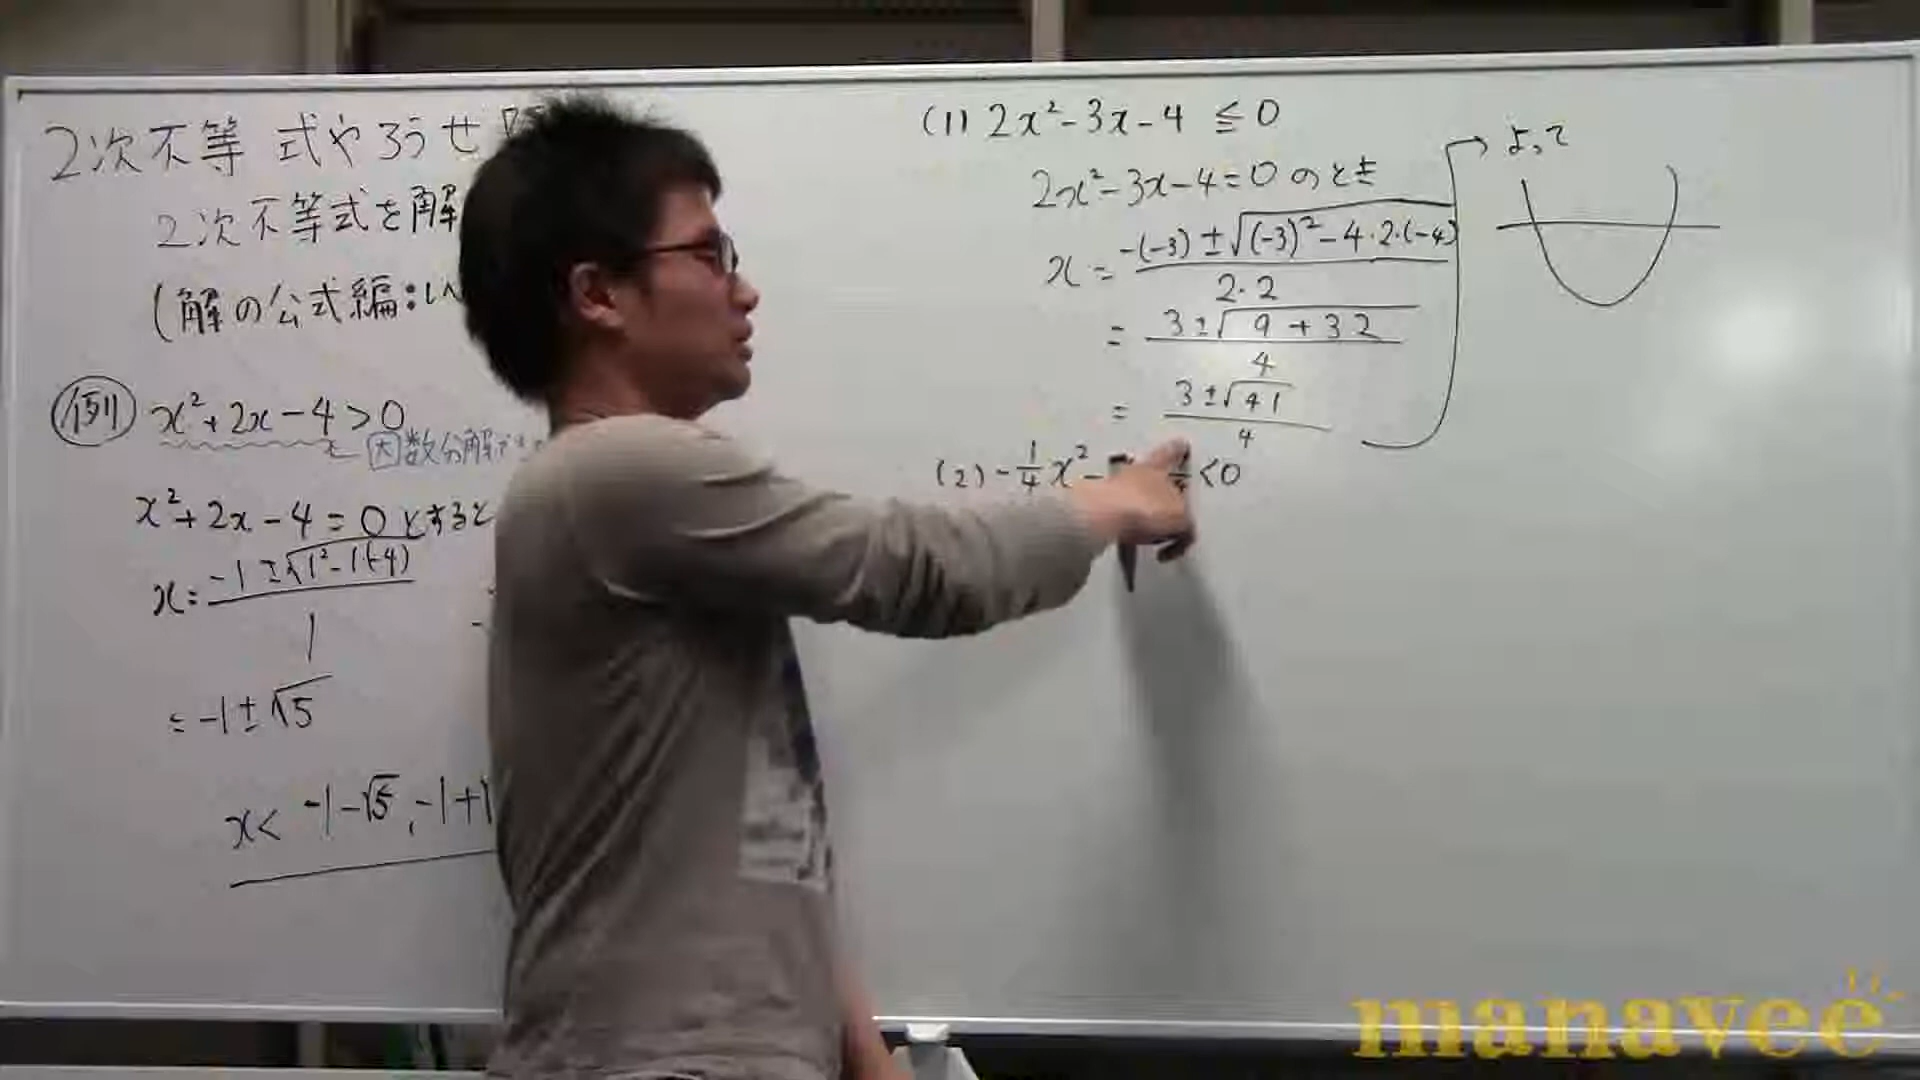 2次不等式やろうぜ
2次不等式を解
(解の公式編:い
例 x²+2x-4>0
因数分解でき
x²+2x-4=0とすると
x=(-1±√(1²-1(-4)))/1
=-1±√5
x<-1-√5,-1+
(1) 2x²-3x-4≦0
2x²-3x-4=0のとき
x=(-(-3)±√((-3)²-4·2·(-4)))/(2·2)
=(3±√(9+32))/4
=(3±√41)/4
(2) -1/4x²- <0
よって
manavee